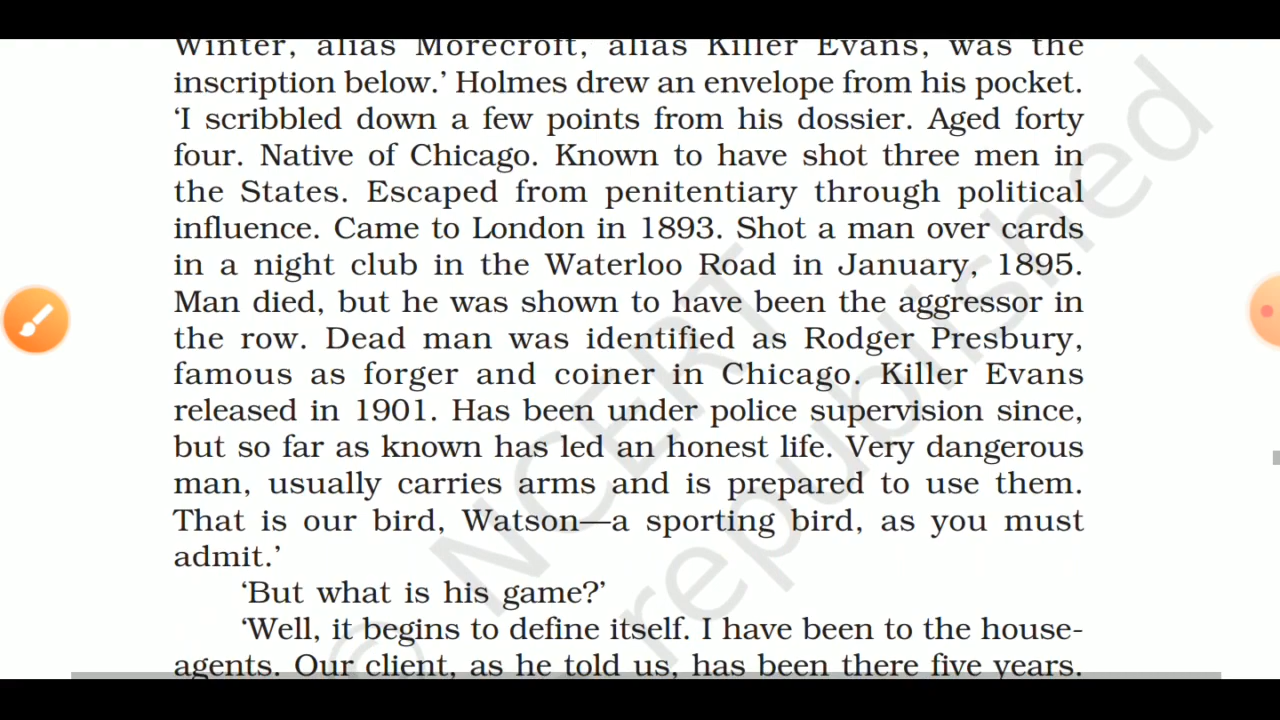 Winter, alias Morecroft, alias Killer Evans, was the
inscription below.’ Holmes drew an envelope from his pocket.
‘I scribbled down a few points from his dossier. Aged forty
four. Native of Chicago. Known to have shot three men in
the States. Escaped from penitentiary through political
influence. Came to London in 1893. Shot a man over cards
in a night club in the Waterloo Road in January, 1895.
Man died, but he was shown to have been the aggressor in
the row. Dead man was identified as Rodger Presbury,
famous as forger and coiner in Chicago. Killer Evans
released in 1901. Has been under police supervision since,
but so far as known has led an honest life. Very dangerous
man, usually carries arms and is prepared to use them.
That is our bird, Watson—a sporting bird, as you must
admit.’
‘But what is his game?’
‘Well, it begins to define itself. I have been to the house-
agents. Our client, as he told us, has been there five years.
© NCERT
republished